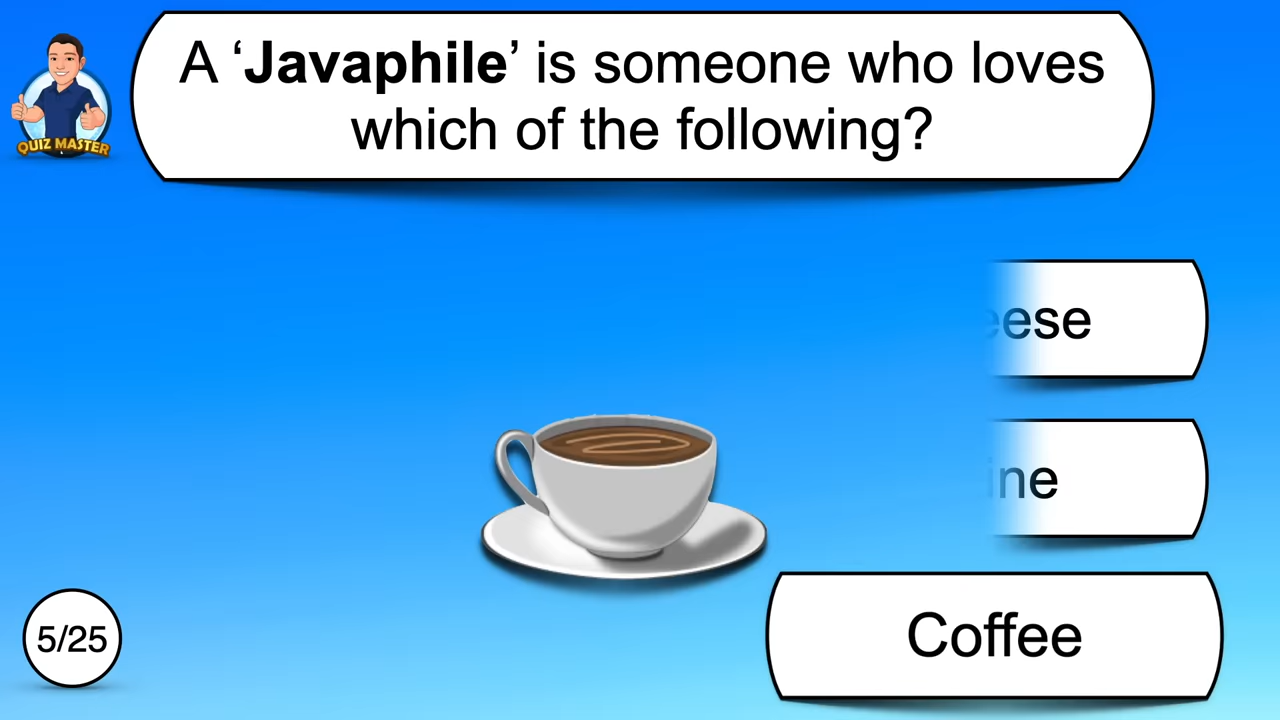 A ‘Javaphile’ is someone who loves
which of the following?
QUIZ MASTER
Coffee
5/25